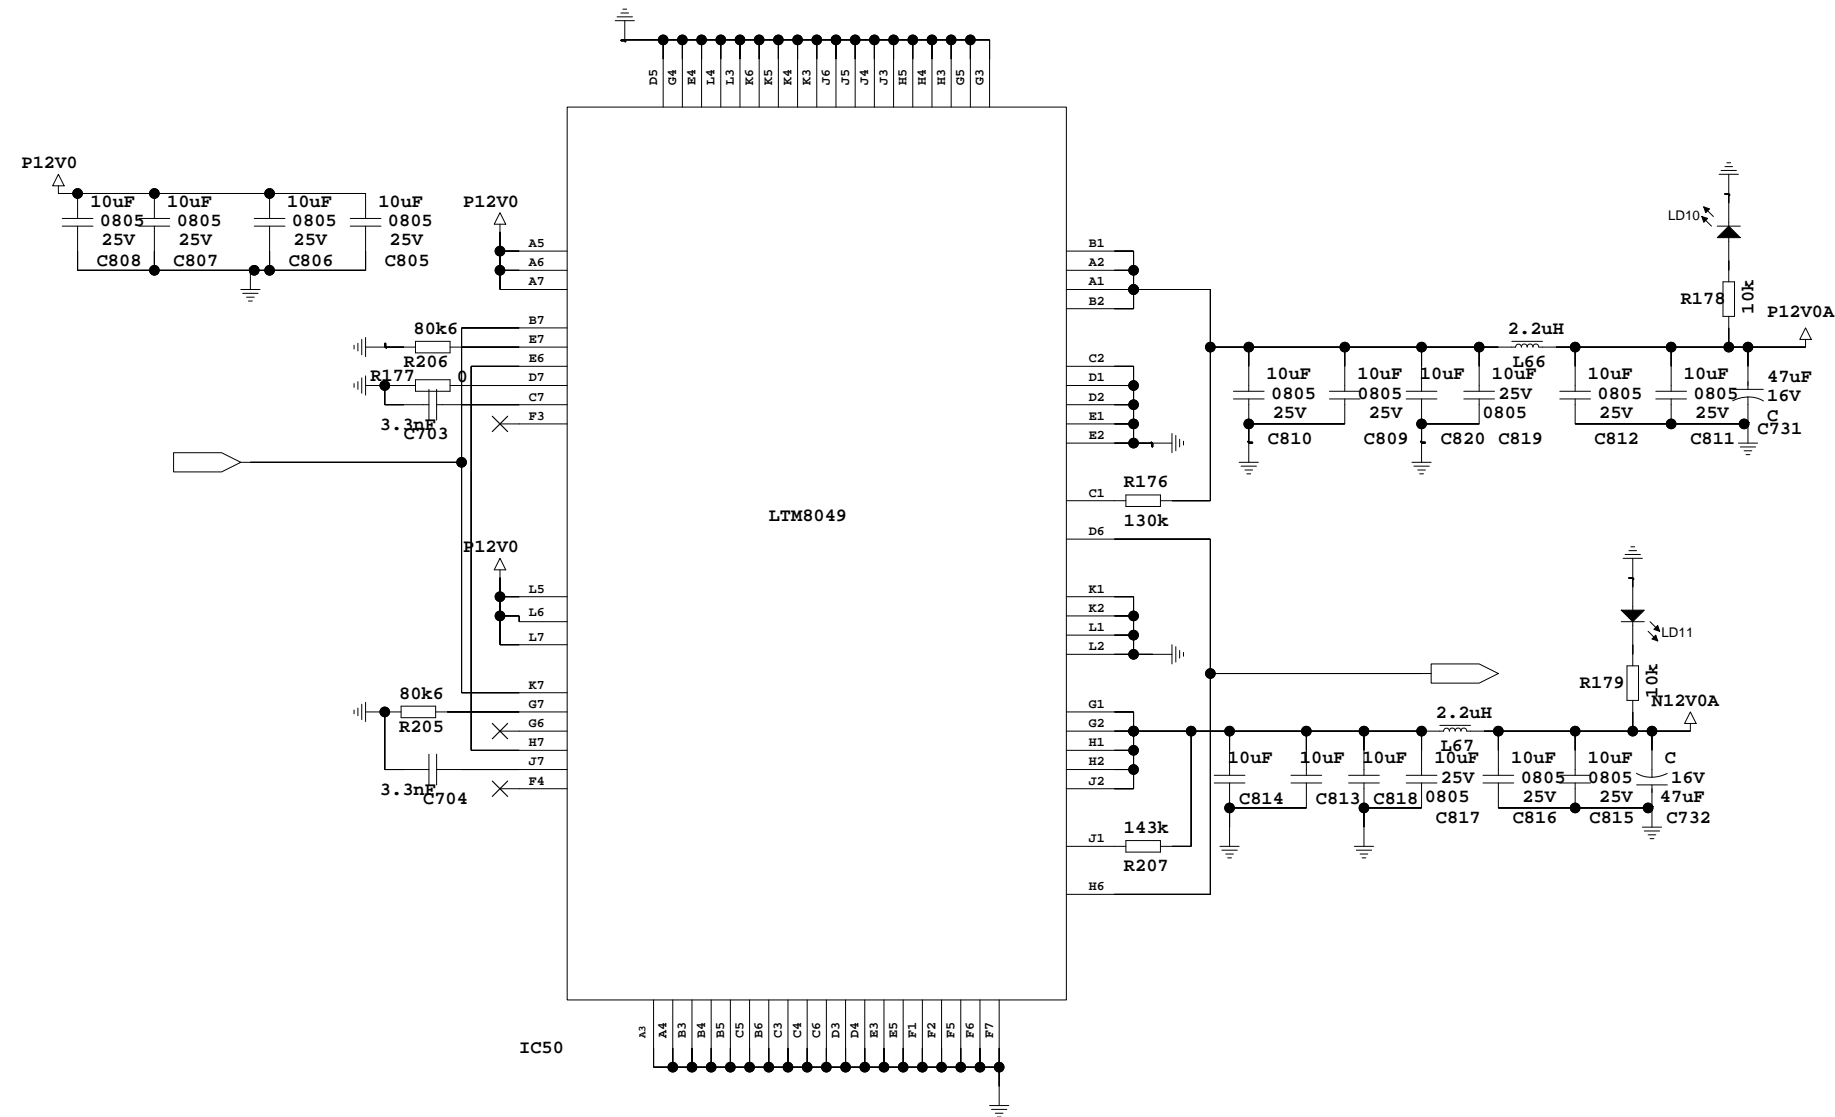 D5 G4 E4 L4 L3 K6 K5 K4 K3 J6 J5 J4 J3 H5 H4 H3 G5 G3
P12V0
10uF 10uF 10uF 10uF
0805 0805 0805 0805
25V 25V 25V 25V
C808 C807 C806 C805
P12V0
A5
A6
A7
B7
80k6
E7
R206
E6
R177 0
D7
C7
3.3nF
C703
F3
P12V0
L5
L6
L7
K7
80k6
G7
R205
G6
H7
J7
3.3nF
C704
F4
LTM8049
B1
A2
A1
B2
C2
D1
D2
E1
E2
R176
C1
130k
D6
K1
K2
L1
L2
G1
G2
H1
H2
J2
143k
J1
R207
H6
LD10
R178 10k
P12V0A
2.2uH
L66
10uF 10uF 10uF 10uF 10uF 10uF 47uF
0805 0805 25V 0805 0805 16V
25V 25V 0805 25V 25V C
C810 C809 C820 C819 C812 C811 C731
LD11
R179 10k
N12V0A
2.2uH
L67
10uF 10uF 10uF 10uF 10uF 10uF C
25V 0805 0805 16V
C814 C813 C818 0805 25V 25V 47uF
C817 C816 C815 C732
IC50
A3 A4 B3 B4 B5 C5 B6 C3 C4 C6 D3 D4 E3 E5 F1 F2 F5 F6 F7